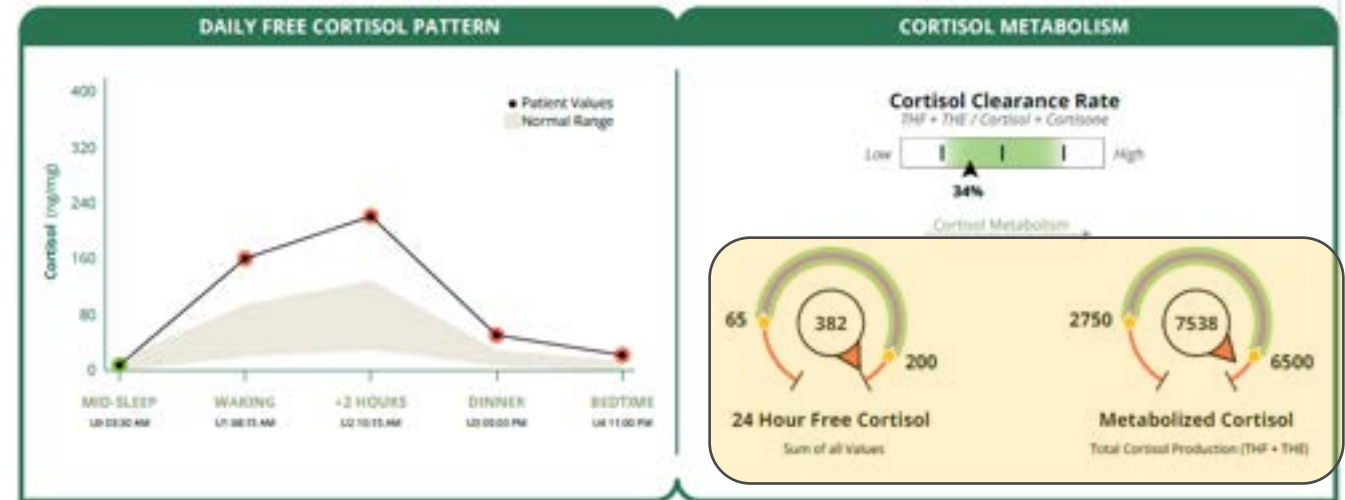 DAILY FREE CORTISOL PATTERN
400
320
240
160
80
0
Cortisol (ng/mg)
Patient Values
Normal Range
MID-SLEEP
WAKING
+2 HOURS
DINNER
BEDTIME
CORTISOL METABOLISM
Cortisol Clearance Rate
THF + THE / Cortisol + Cortisone
Low
High
34%
Cortisol Metabolism
65
382
200
24 Hour Free Cortisol
Sum of all Values
2750
7538
6500
Metabolized Cortisol
Total Cortisol Production (THF + THE)